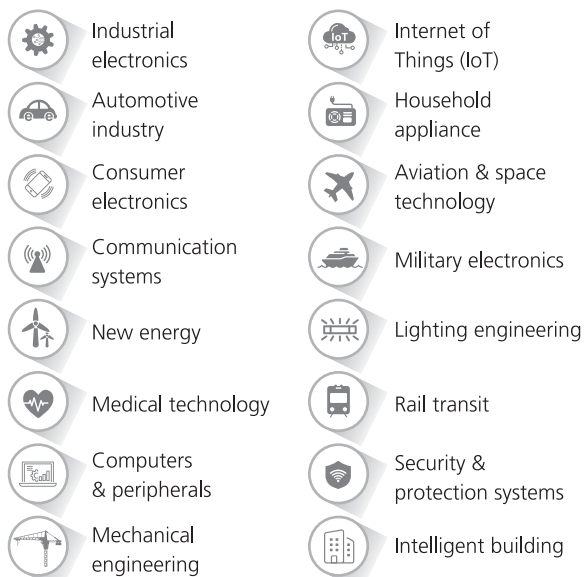 Industrial
electronics
Automotive
industry
Consumer
electronics
Communication
systems
New energy
Medical technology
Computers
& peripherals
Mechanical
engineering
IoT
Internet of
Things (IoT)
Household
appliance
Aviation & space
technology
Military electronics
Lighting engineering
Rail transit
Security &
protection systems
Intelligent building